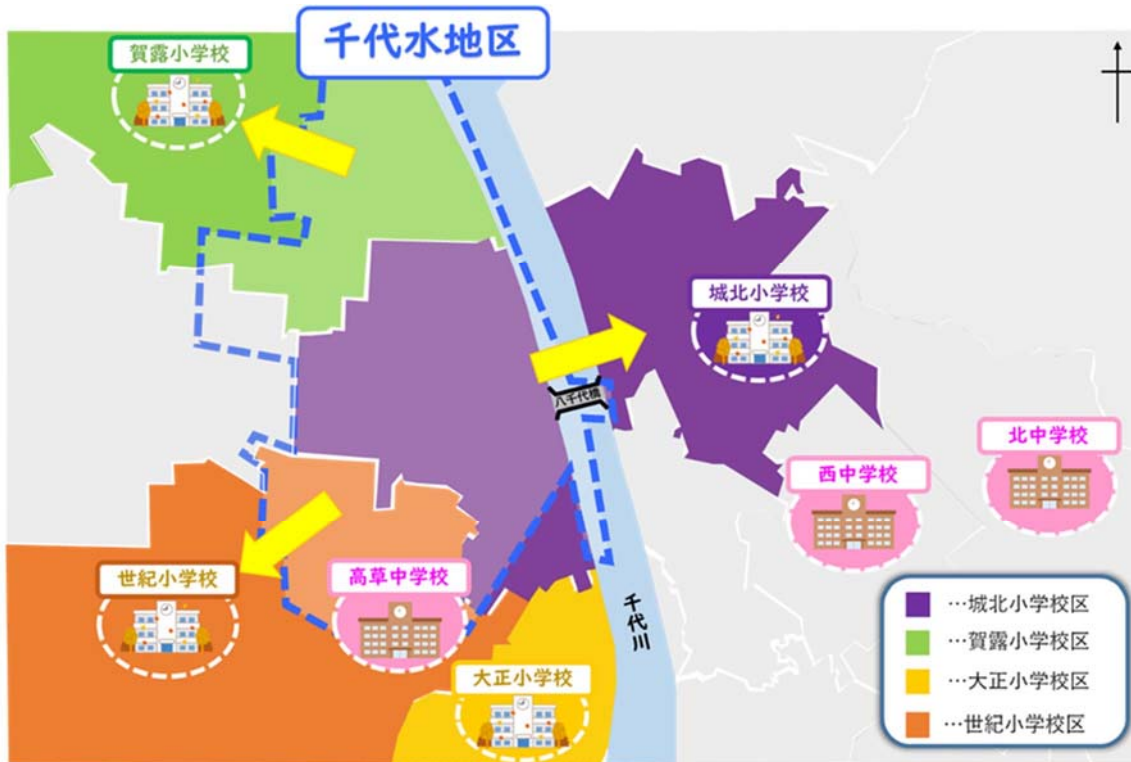 千代水地区
賀露小学校
城北小学校
八千代橋
北中学校
西中学校
世紀小学校
高草中学校
千代川
大正小学校
…城北小学校区
…賀露小学校区
…大正小学校区
…世紀小学校区